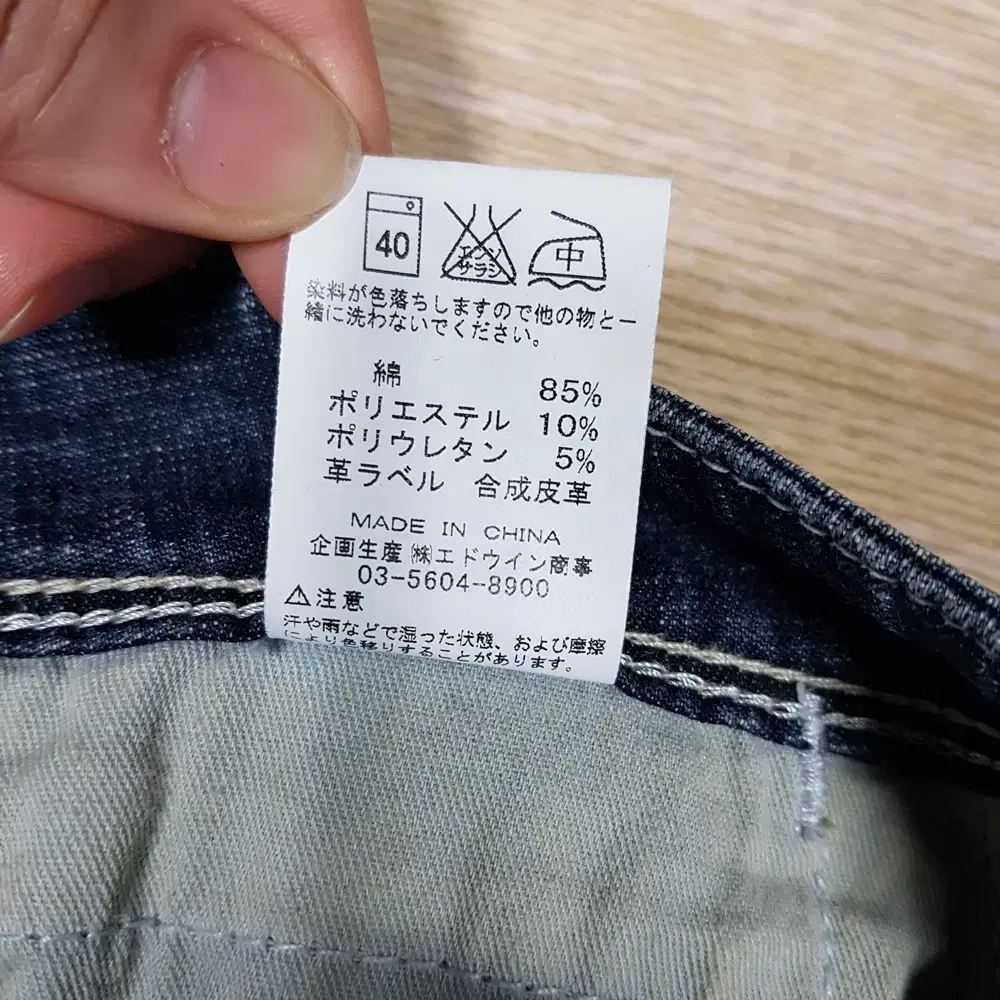 40
エンソ
サラシ
中
染料が色落ちしますので他の物と一
緒に洗わないでください。
綿 85%
ポリエステル 10%
ポリウレタン 5%
革ラベル 合成皮革
MADE IN CHINA
企画生産 ㈱エドウイン商事
03-5604-8900
⚠注意
汗や雨などで湿った状態、および摩擦
により色移りすることがあります。